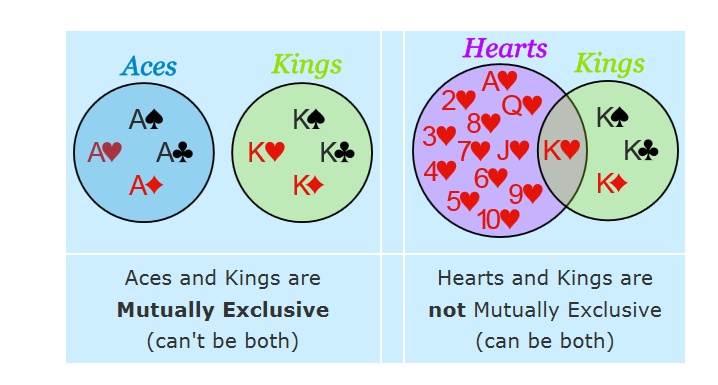 Aces
Kings
A♠
A♥
A♣
A♦
K♠
K♥
K♣
K♦
Hearts
Kings
A♥
2♥
Q♥
8♥
3♥
7♥
J♥
K♥
4♥
6♥
5♥
9♥
10♥
K♠
K♣
K♦
Aces and Kings are
Mutually Exclusive
(can't be both)
Hearts and Kings are
not Mutually Exclusive
(can be both)